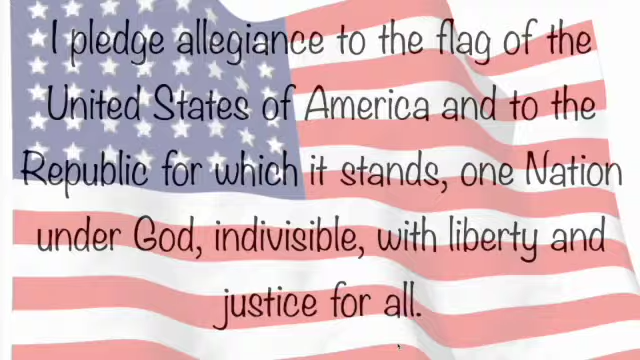 I pledge allegiance to the flag of the
United States of America and to the
Republic for which it stands, one Nation
under God, indivisible, with liberty and
justice for all.